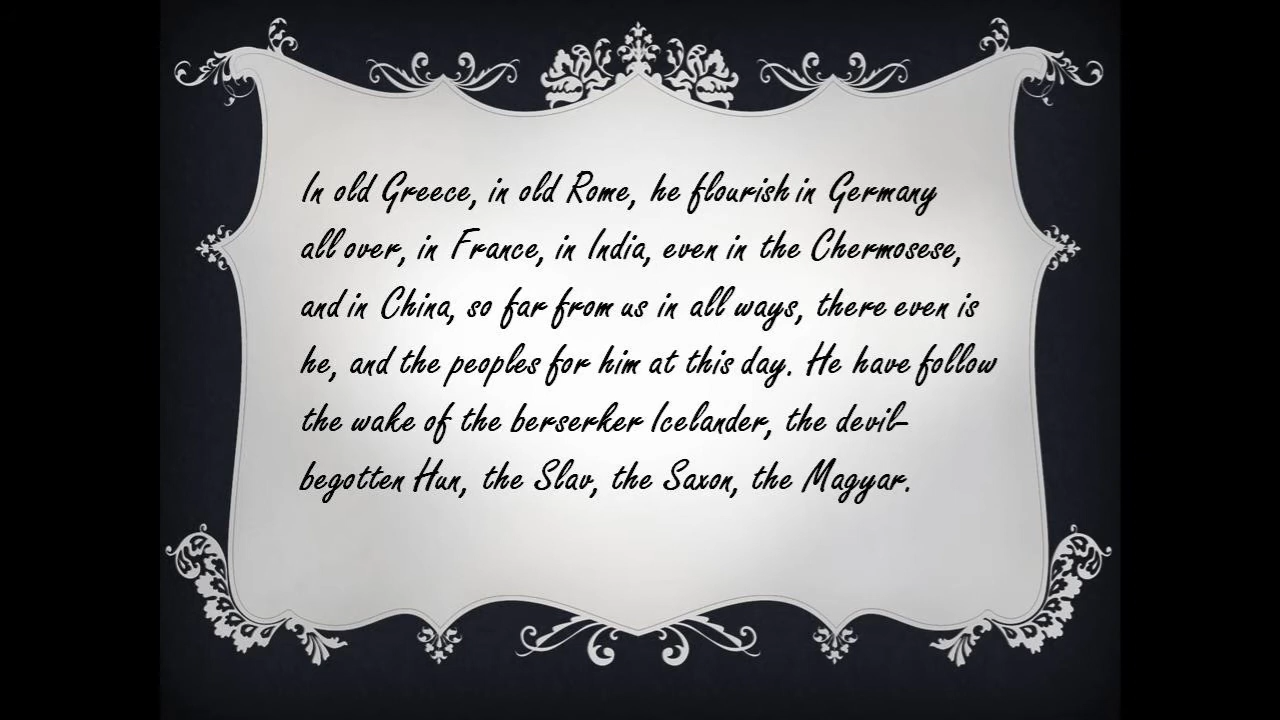 In old Greece, in old Rome, he flourish in Germany
all over, in France, in India, even in the Chermosese,
and in China, so far from us in all ways, there even is
he, and the peoples for him at this day. He have follow
the wake of the berserker Icelander, the devil-
begotten Hun, the Slav, the Saxon, the Magyar.